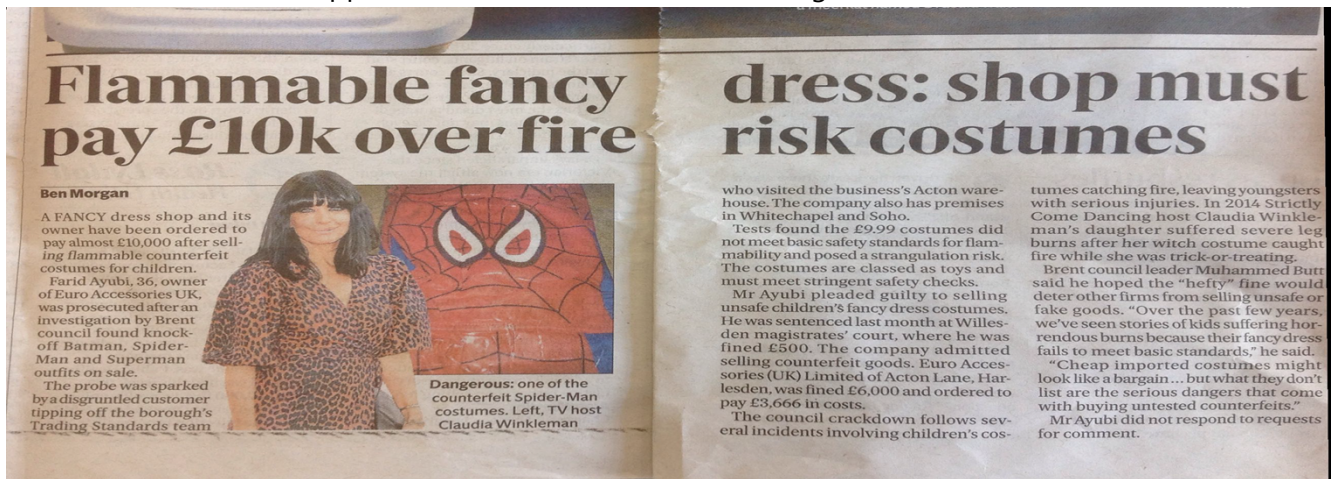 Flammable fancy dress: shop must
pay £10k over fire risk costumes
Ben Morgan
A FANCY dress shop and its
owner have been ordered to
pay almost £10,000 after sell-
ing flammable counterfeit
costumes for children.
Farid Ayubi, 36, owner
of Euro Accessories UK,
was prosecuted after an
investigation by Brent
council found knock-
off Batman, Spider-
Man and Superman
outfits on sale.
The probe was sparked
by a disgruntled customer
tipping off the borough's
Trading Standards team
Dangerous: one of the
counterfeit Spider-Man
costumes. Left, TV host
Claudia Winkleman
who visited the business's Acton ware-
house. The company also has premises
in Whitechapel and Soho.
Tests found the £9.99 costumes did
not meet basic safety standards for flam-
mability and posed a strangulation risk.
The costumes are classed as toys and
must meet stringent safety checks.
Mr Ayubi pleaded guilty to selling
unsafe children's fancy dress costumes.
He was sentenced last month at Willes-
den magistrates' court, where he was
fined £500. The company admitted
selling counterfeit goods. Euro Acces-
sories (UK) Limited of Acton Lane, Har-
lesden, was fined £6,000 and ordered to
pay £3,666 in costs.
The council crackdown follows sev-
eral incidents involving children's cos-
tumes catching fire, leaving youngsters
with serious injuries. In 2014 Strictly
Come Dancing host Claudia Winkle-
man's daughter suffered severe leg
burns after her witch costume caught
fire while she was trick-or-treating.
Brent council leader Muhammed Butt
said he hoped the "hefty" fine would
deter other firms from selling unsafe or
fake goods. "Over the past few years,
we've seen stories of kids suffering hor-
rendous burns because their fancy dress
fails to meet basic standards," he said.
"Cheap imported costumes might
look like a bargain ... but what they don't
list are the serious dangers that come
with buying untested counterfeits."
Mr Ayubi did not respond to requests
for comment.